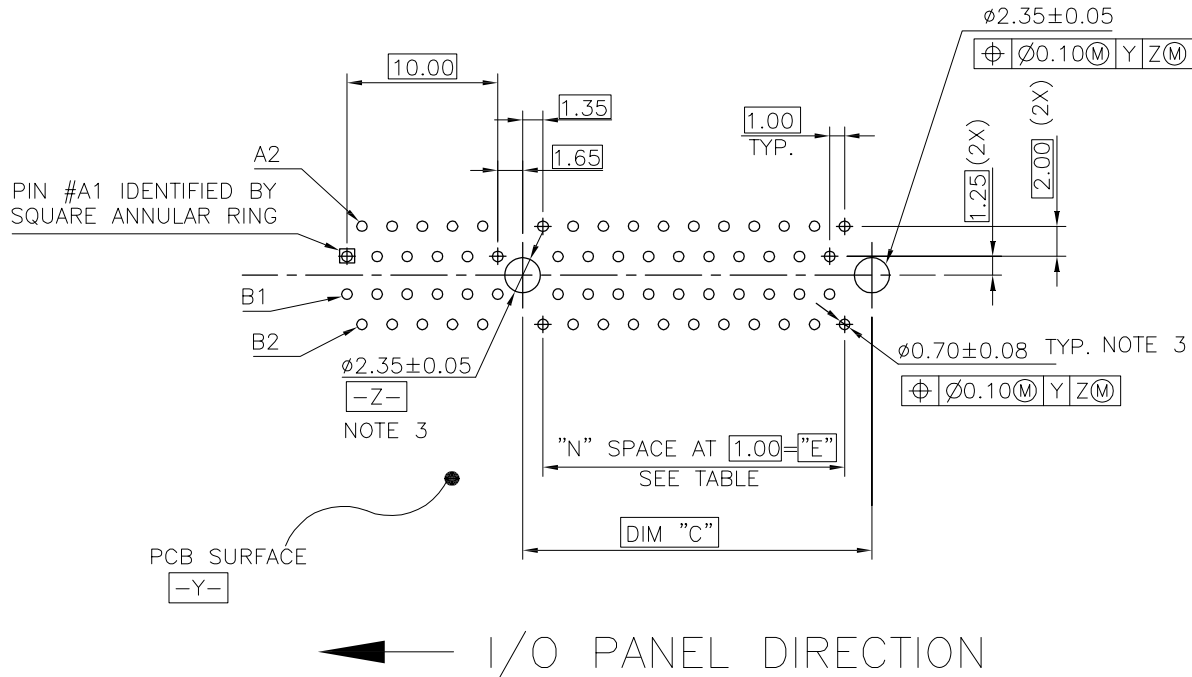 ø2.35±0.05
⌖ Ø0.10Ⓜ Y ZⓂ
10.00
1.35
1.00
TYP.
1.65
1.25 (2X)
2.00 (2X)
A2
PIN #A1 IDENTIFIED BY
SQUARE ANNULAR RING
B1
B2
ø2.35±0.05
-Z-
NOTE 3
ø0.70±0.08 TYP. NOTE 3
⌖ Ø0.10Ⓜ Y ZⓂ
"N" SPACE AT 1.00="E"
SEE TABLE
DIM "C"
PCB SURFACE
-Y-
I/O PANEL DIRECTION